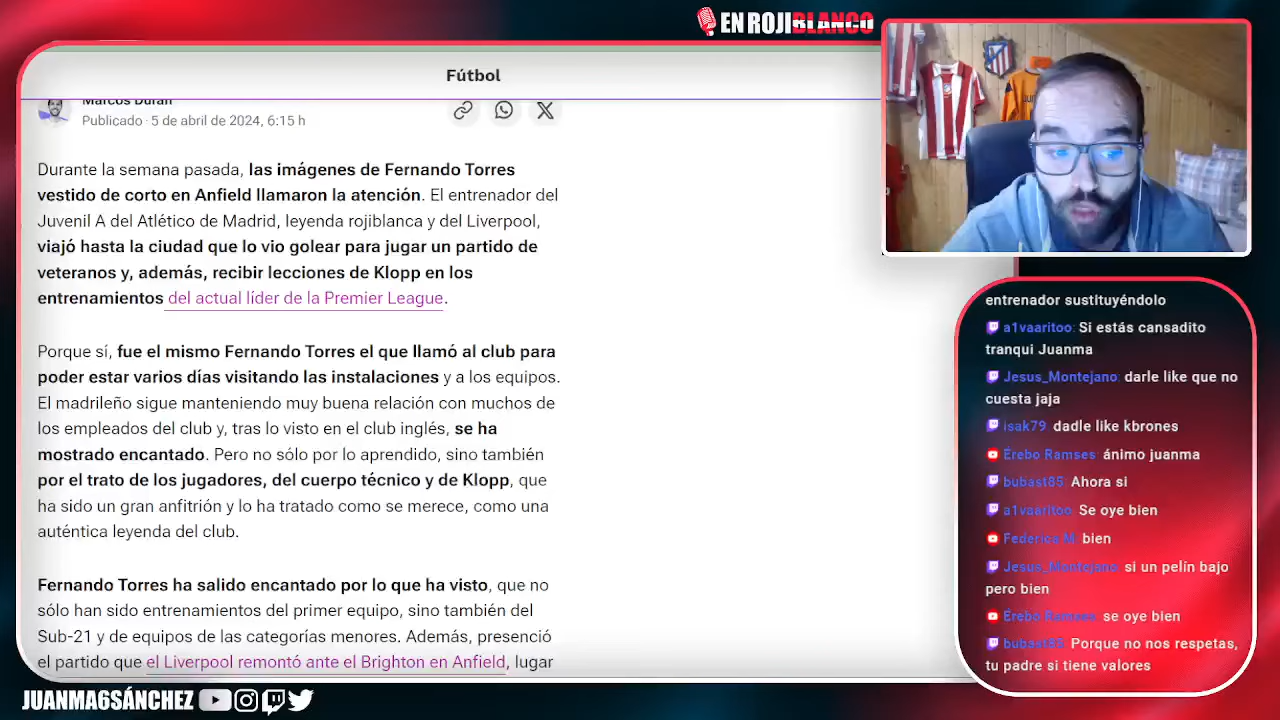 EN ROJIBLANCO
Fútbol
Marcos Durán
Publicado · 5 de abril de 2024, 6:15 h
Durante la semana pasada, las imágenes de Fernando Torres
vestido de corto en Anfield llamaron la atención. El entrenador del
Juvenil A del Atlético de Madrid, leyenda rojiblanca y del Liverpool,
viajó hasta la ciudad que lo vio golear para jugar un partido de
veteranos y, además, recibir lecciones de Klopp en los
entrenamientos del actual líder de la Premier League.
Porque sí, fue el mismo Fernando Torres el que llamó al club para
poder estar varios días visitando las instalaciones y a los equipos.
El madrileño sigue manteniendo muy buena relación con muchos de
los empleados del club y, tras lo visto en el club inglés, se ha
mostrado encantado. Pero no sólo por lo aprendido, sino también
por el trato de los jugadores, del cuerpo técnico y de Klopp, que
ha sido un gran anfitrión y lo ha tratado como se merece, como una
auténtica leyenda del club.
Fernando Torres ha salido encantado por lo que ha visto, que no
sólo han sido entrenamientos del primer equipo, sino también del
Sub-21 y de equipos de las categorías menores. Además, presenció
el partido que el Liverpool remontó ante el Brighton en Anfield, lugar
entrenador sustituyéndolo
a1vaaritoo: Si estás cansadito
tranqui Juanma
Jesus_Montejano: darle like que no
cuesta jaja
isak79: dadle like kbrones
Érebo Ramses: ánimo juanma
bubast85: Ahora si
a1vaaritoo: Se oye bien
Federica M: bien
Jesus_Montejano: si un pelín bajo
pero bien
Érebo Ramses: se oye bien
bubast85: Porque no nos respetas,
tu padre si tiene valores
JUANMA6SÁNCHEZ